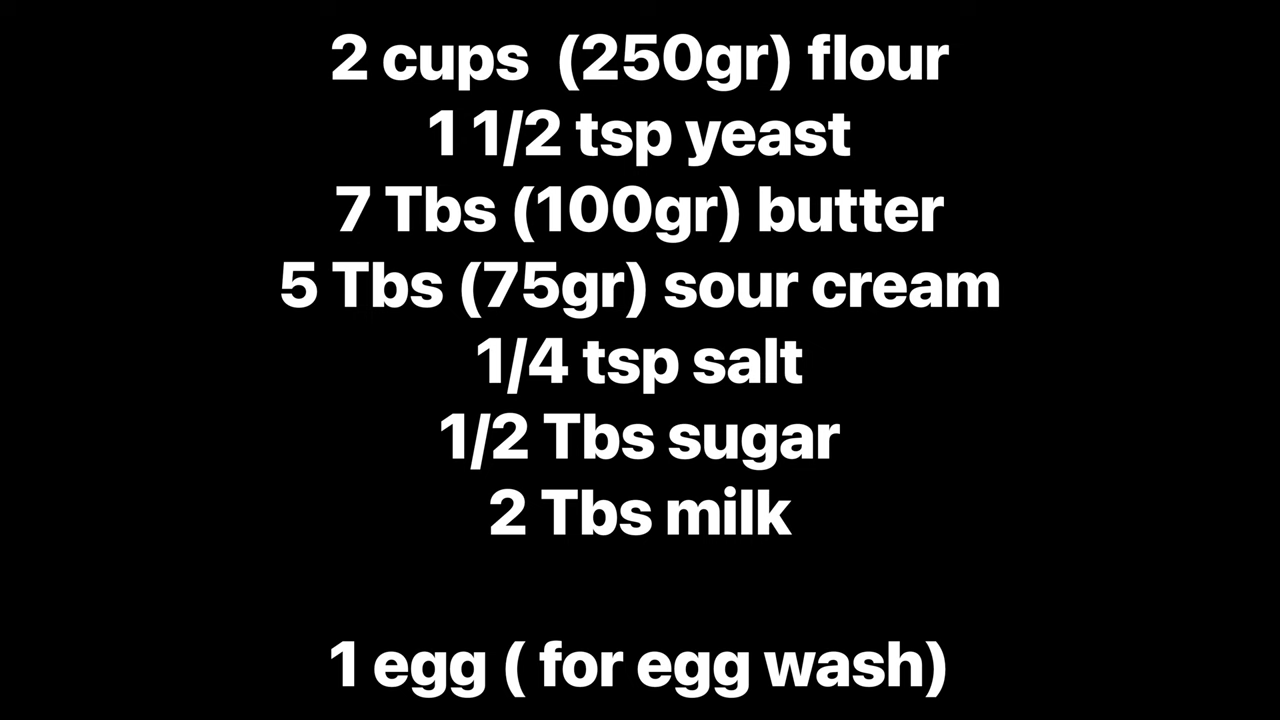 2 cups  (250gr) flour
1 1/2 tsp yeast
7 Tbs (100gr) butter
5 Tbs (75gr) sour cream
1/4 tsp salt
1/2 Tbs sugar
2 Tbs milk
1 egg ( for egg wash)